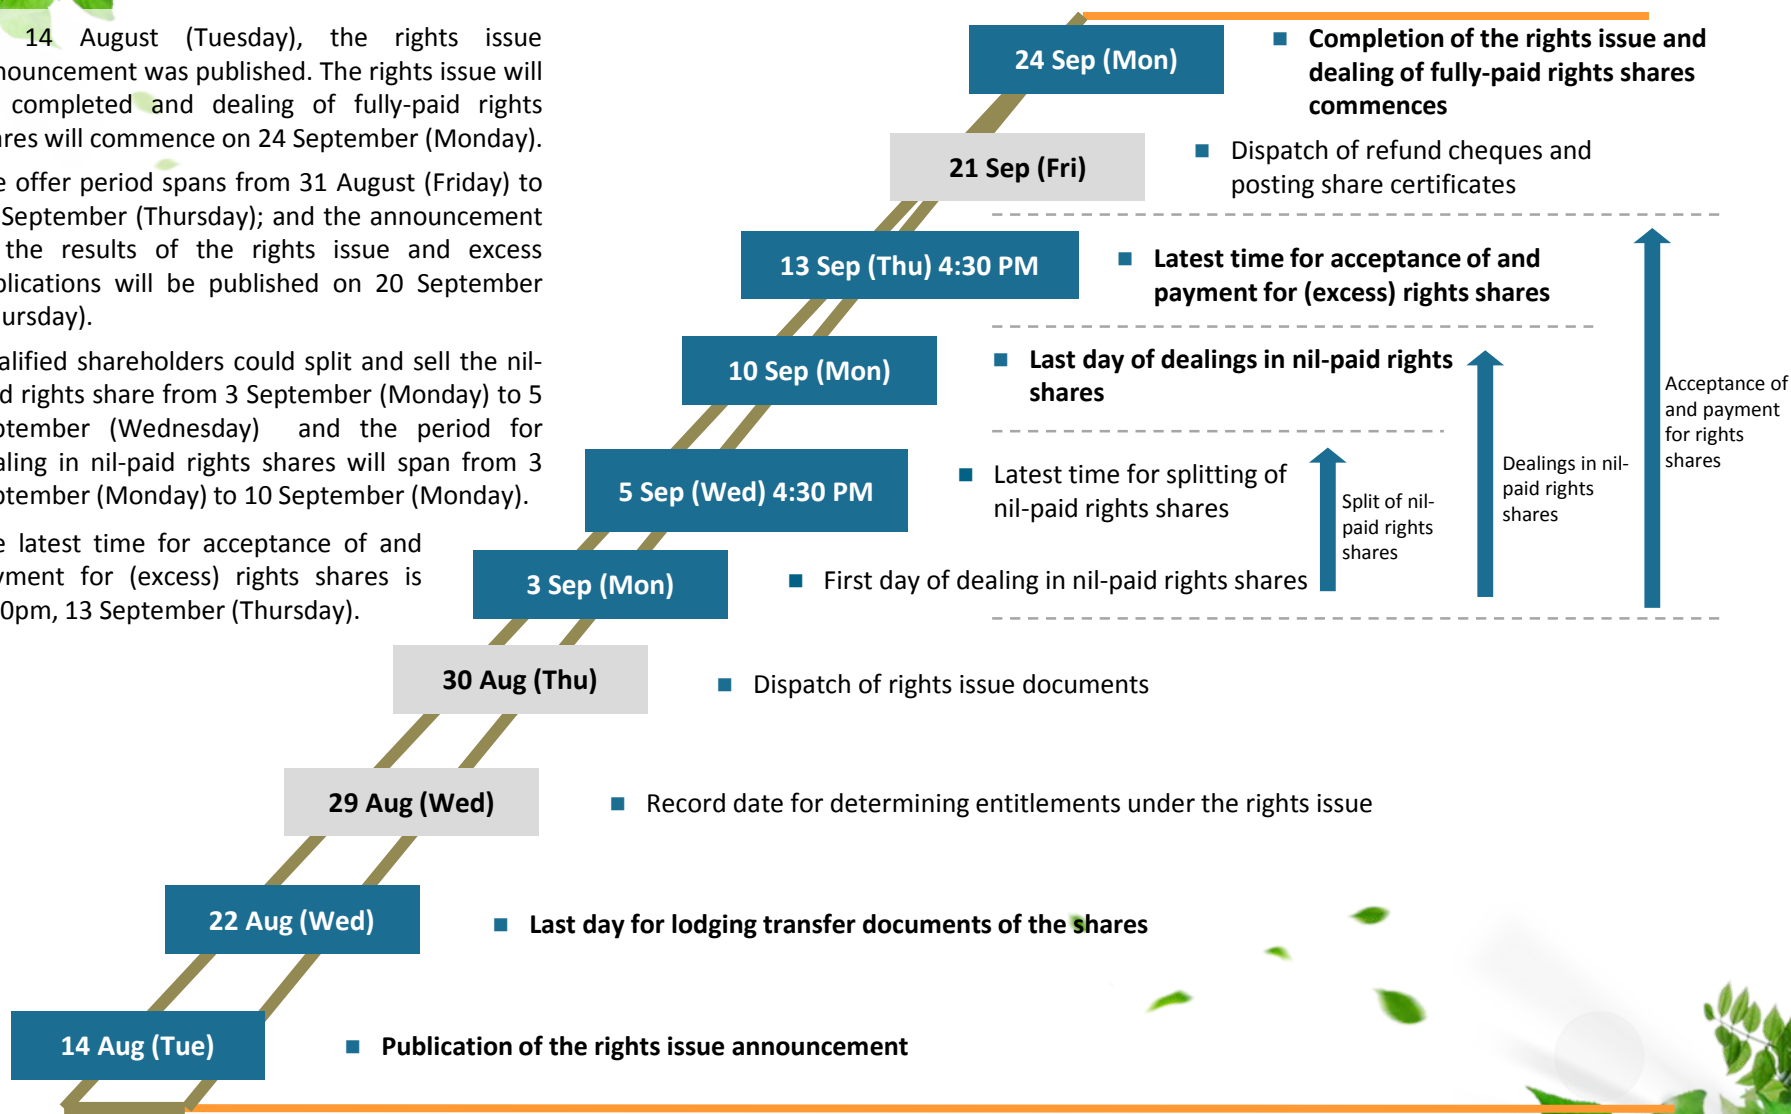 14 August (Tuesday), the rights issue
announcement was published. The rights issue will
completed and dealing of fully-paid rights
shares will commence on 24 September (Monday).
offer period spans from 31 August (Friday) to
September (Thursday); and the announcement
the results of the rights issue and excess
applications will be published on 20 September
(Thursday).
Qualified shareholders could split and sell the nil-
paid rights share from 3 September (Monday) to 5
September (Wednesday) and the period for
dealing in nil-paid rights shares will span from 3
September (Monday) to 10 September (Monday).
latest time for acceptance of and
payment for (excess) rights shares is
13 September (Thursday).
24 Sep (Mon)
■ Completion of the rights issue and
dealing of fully-paid rights shares
commences
21 Sep (Fri)
■ Dispatch of refund cheques and
posting share certificates
13 Sep (Thu) 4:30 PM
■ Latest time for acceptance of and
payment for (excess) rights shares
10 Sep (Mon)
■ Last day of dealings in nil-paid rights
shares
5 Sep (Wed) 4:30 PM
■ Latest time for splitting of
nil-paid rights shares
3 Sep (Mon)
■ First day of dealing in nil-paid rights shares
Split of nil-
paid rights
shares
Dealings in nil-
paid rights
shares
Acceptance of
and payment
for rights
shares
30 Aug (Thu)
■ Dispatch of rights issue documents
29 Aug (Wed)
■ Record date for determining entitlements under the rights issue
22 Aug (Wed)
■ Last day for lodging transfer documents of the shares
14 Aug (Tue)
■ Publication of the rights issue announcement